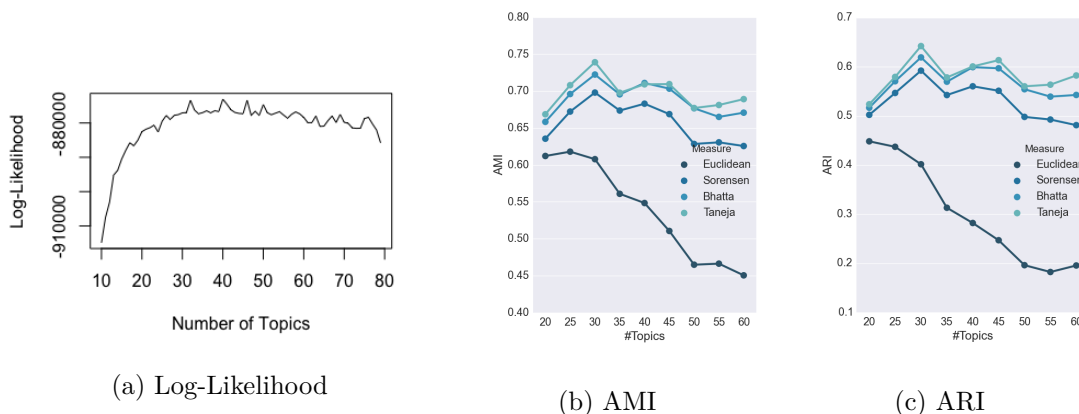 Log-Likelihood
-880000
-910000
10 20 30 40 50 60 70 80
Number of Topics
(a) Log-Likelihood
AMI
0.80
0.75
0.70
0.65
0.60
0.55
0.50
0.45
0.40
Measure
Euclidean
Sorensen
Bhatta
Taneja
20 25 30 35 40 45 50 55 60
#Topics
(b) AMI
ARI
0.7
0.6
0.5
0.4
0.3
0.2
0.1
Measure
Euclidean
Sorensen
Bhatta
Taneja
20 25 30 35 40 45 50 55 60
#Topics
(c) ARI